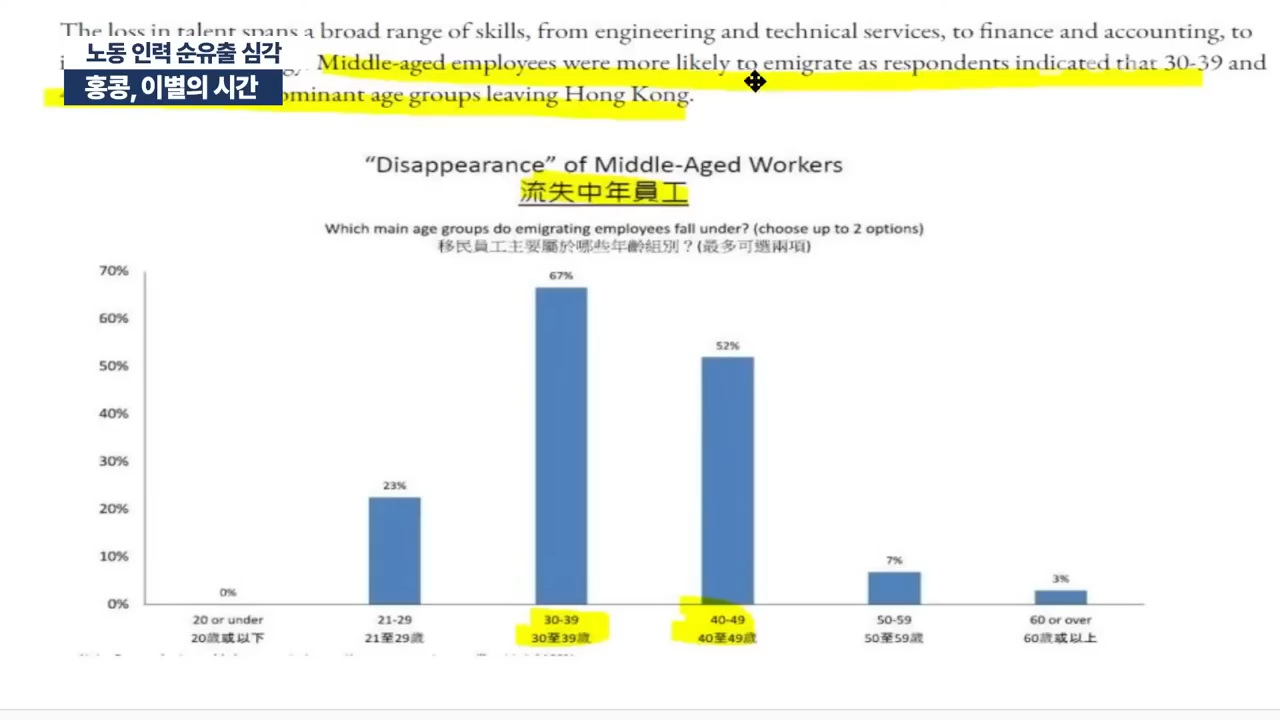 The loss in talent spans a broad range of skills, from engineering and technical services, to finance and accounting, to
노동 인력 순유출 심각
Middle-aged employees were more likely to emigrate as respondents indicated that 30-39 and
홍콩, 이별의 시간
age groups leaving Hong Kong.
“Disappearance” of Middle-Aged Workers
流失中年員工
Which main age groups do emigrating employees fall under? (choose up to 2 options)
移民員工主要屬於哪些年齡組別？(最多可選兩項)
70%
60%
50%
40%
30%
20%
10%
0%
0%
23%
67%
52%
7%
3%
20 or under
20歲或以下
21-29
21至29歲
30-39
30至39歲
40-49
40至49歲
50-59
50至59歲
60 or over
60歲或以上